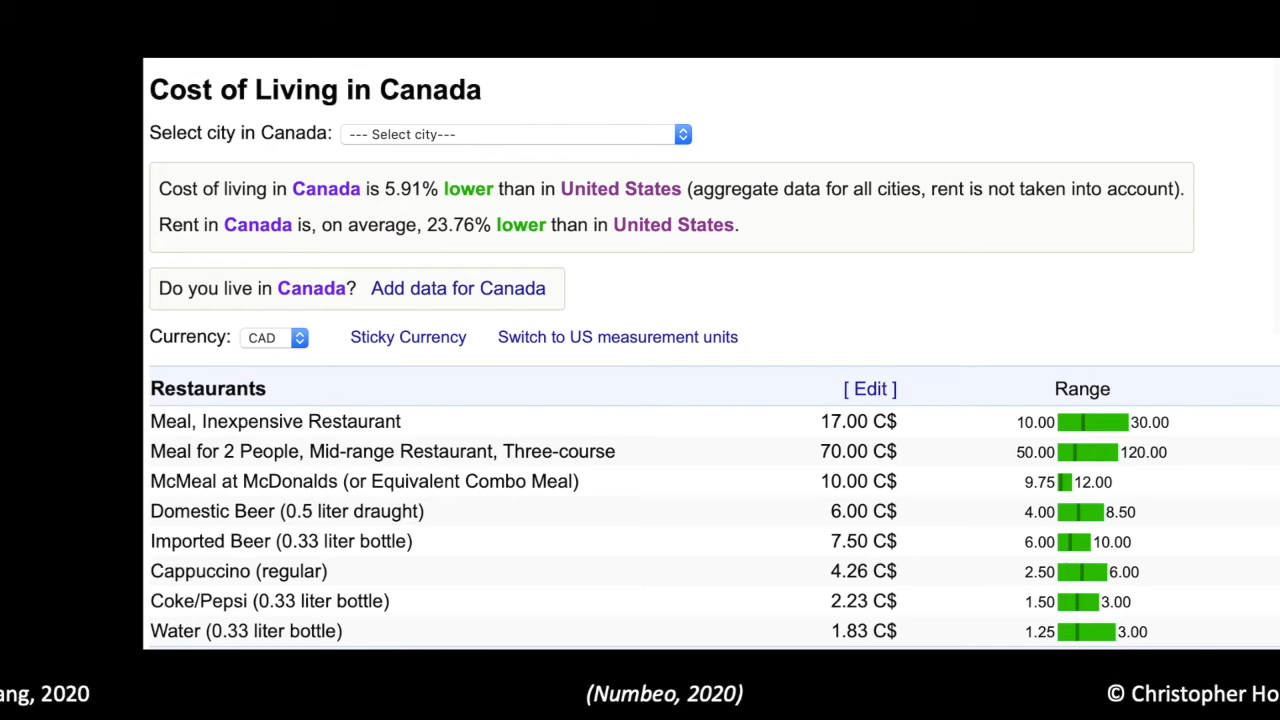 Cost of Living in Canada
Select city in Canada: --- Select city---
Cost of living in Canada is 5.91% lower than in United States (aggregate data for all cities, rent is not taken into account).
Rent in Canada is, on average, 23.76% lower than in United States.
Do you live in Canada? Add data for Canada
Currency: CAD Sticky Currency Switch to US measurement units
Restaurants [ Edit ] Range
Meal, Inexpensive Restaurant 17.00 C$ 10.00 30.00
Meal for 2 People, Mid-range Restaurant, Three-course 70.00 C$ 50.00 120.00
McMeal at McDonalds (or Equivalent Combo Meal) 10.00 C$ 9.75 12.00
Domestic Beer (0.5 liter draught) 6.00 C$ 4.00 8.50
Imported Beer (0.33 liter bottle) 7.50 C$ 6.00 10.00
Cappuccino (regular) 4.26 C$ 2.50 6.00
Coke/Pepsi (0.33 liter bottle) 2.23 C$ 1.50 3.00
Water (0.33 liter bottle) 1.83 C$ 1.25 3.00
ang, 2020 (Numbeo, 2020) © Christopher Ho